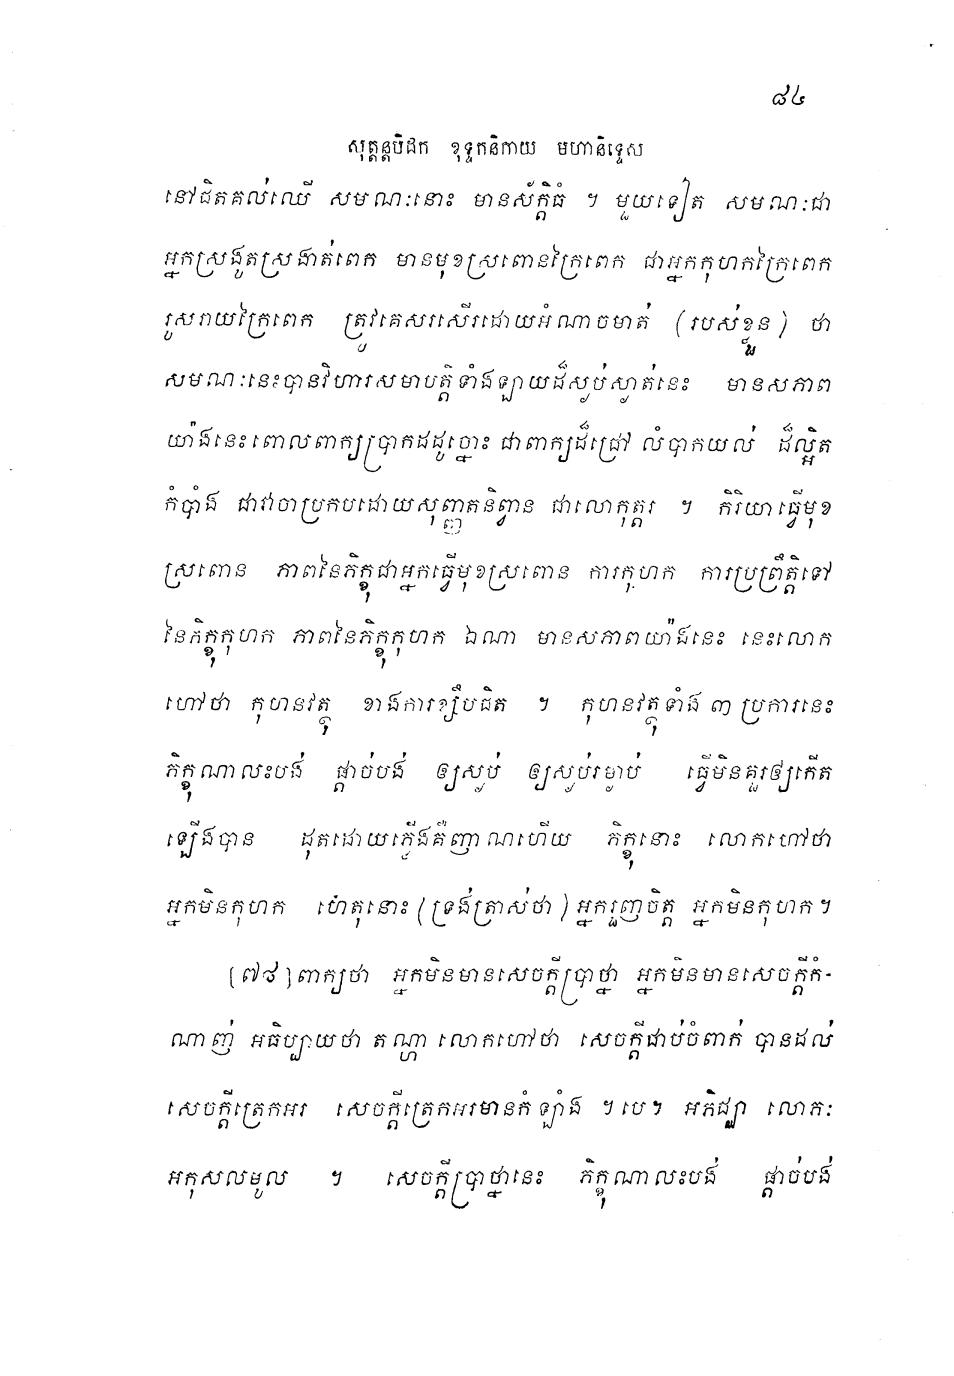 ៨៤
សុត្តន្តបិដក ខុទ្ទកនិកាយ មហានិទ្ទេស
នៅជិតគល់ឈើ សមណៈនោះ មានស័ក្តិធំ ។ មួយទៀត សមណៈជា
អ្នកស្រងូតស្រងាត់ពេក មានមុខស្រពោនក្រៃពេក ជាអ្នកកុហកក្រៃពេក
រូសរាយក្រៃពេក ត្រូវគេសរសើរដោយអំណាចមាត់ (របស់ខ្លួន) ថា
សមណៈនេះបានវិហារសមាបត្តិទាំងឡាយដ៏ស្ងប់ស្ងាត់នេះ មានសភាព
យ៉ាងនេះពោលពាក្យប្រាកដដូច្នោះ ជាពាក្យដ៏ជ្រៅ លំបាកយល់ ដ៏ល្អិត
កំបាំង ជាវាចាប្រកបដោយសុញ្ញតនិព្វាន ជាលោកុត្តរ ។ កិរិយាធ្វើមុខ
ស្រពោន ភាពនៃភិក្ខុជាអ្នកធ្វើមុខស្រពោន ការកុហក ការប្រព្រឹត្តិទៅ
នៃភិក្ខុកុហក ភាពនៃភិក្ខុកុហក ឯណា មានសភាពយ៉ាងនេះ នេះលោក
ហៅថា កុហនវត្ថុ ខាងការខ្សឹបជិត ។ កុហនវត្ថុទាំង ៣ ប្រការនេះ
ភិក្ខុណាលះបង់ ផ្តាច់បង់ ឲ្យស្ងប់ ឲ្យស្ងប់រម្ងាប់ ធ្វើមិនគួរឲ្យកើត
ឡើងបាន ដុតដោយភ្លើងគឺញាណហើយ ភិក្ខុនោះ លោកហៅថា
អ្នកមិនកុហក ហេតុនោះ (ទ្រង់ត្រាស់ថា) អ្នករួញចិត្ត អ្នកមិនកុហក។
(៧៨) ពាក្យថា អ្នកមិនមានសេចក្តីប្រាថ្នា អ្នកមិនមានសេចក្តីកំ-
ណាញ់ អធិប្បាយថា តណ្ហា លោកហៅថា សេចក្តីជាប់ចំពាក់ បានដល់
សេចក្តីត្រេកអរ សេចក្តីត្រេកអរមានកំឡាំង ។បេ។ អភិជ្ឈា លោភៈ
អកុសលមូល ។ សេចក្តីប្រាថ្នានេះ ភិក្ខុណាលះបង់ ផ្តាច់បង់